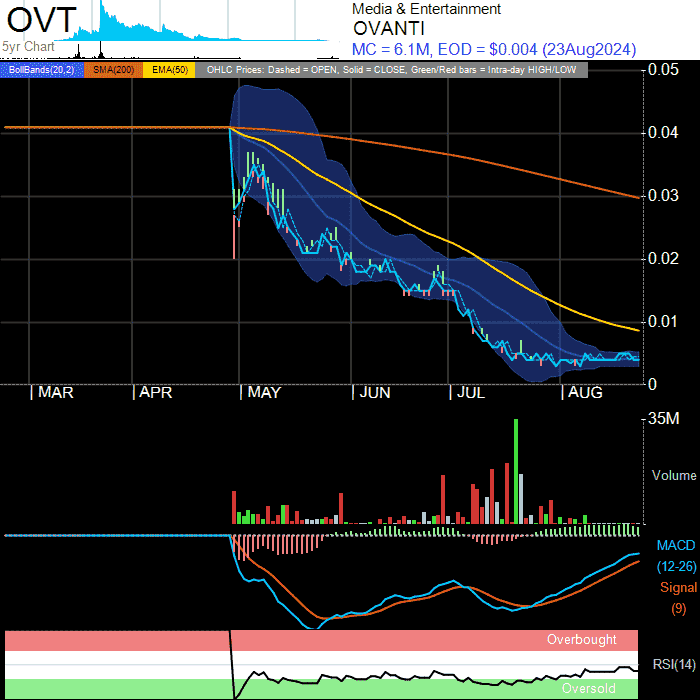 OVT
5yr Chart
Media & Entertainment
OVANTI
MC = 6.1M, EOD = $0.004 (23Aug2024)
BollBands(20,2) SMA(200) EMA(50) OHLC Prices: Dashed = OPEN, Solid = CLOSE, Green/Red bars = Intra-day HIGH/LOW
0.05
0.04
0.03
0.02
0.01
0
| MAR | APR | MAY | JUN | JUL | AUG
35M
Volume
MACD
(12-26)
Signal
(9)
Overbought
RSI(14)
Oversold